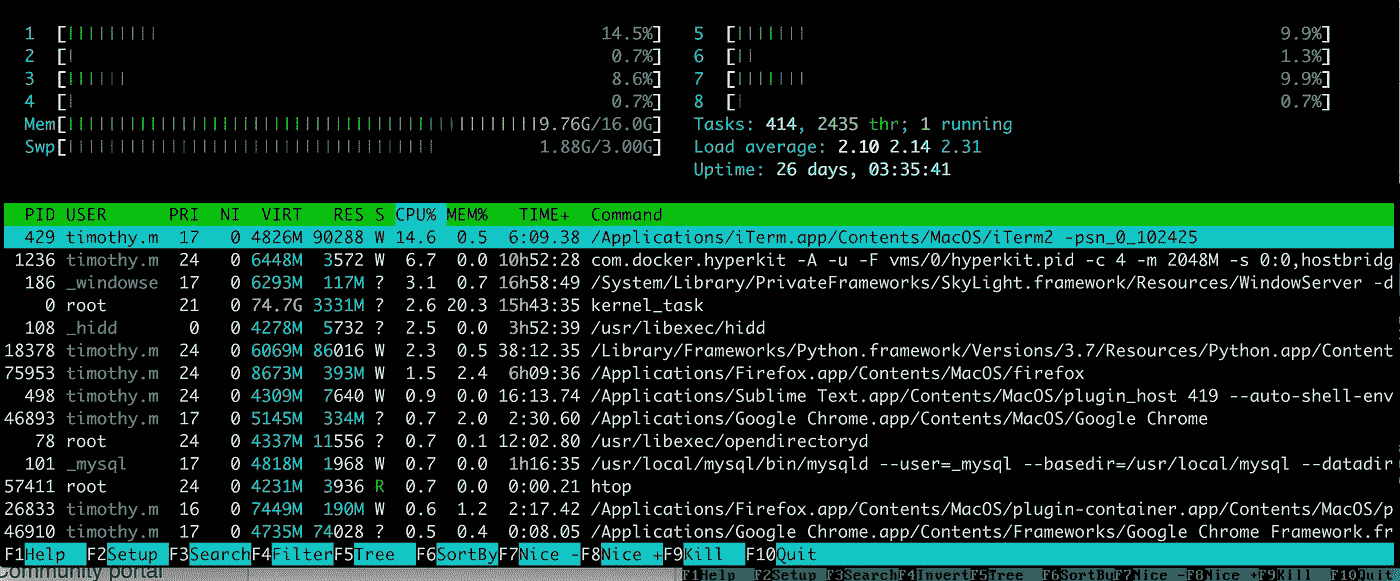 1 [||||||||| 14.5%] 5 [||||||| 9.9%]
2 [| 0.7%] 6 [|| 1.3%]
3 [|||||| 8.6%] 7 [||||||| 9.9%]
4 [| 0.7%] 8 [| 0.7%]
Mem[||||||||||||||||||||||||||||||||||||||||||||||||9.76G/16.0G] Tasks: 414, 2435 thr; 1 running
Swp[||||||||||||||||||||||||||||||||||||| 1.88G/3.00G] Load average: 2.10 2.14 2.31
Uptime: 26 days, 03:35:41
PID USER PRI NI VIRT RES S CPU% MEM% TIME+ Command
429 timothy.m 17 0 4826M 90288 W 14.6 0.5 6:09.38 /Applications/iTerm.app/Contents/MacOS/iTerm2 -psn_0_102425
1236 timothy.m 24 0 6448M 3572 W 6.7 0.0 10h52:28 com.docker.hyperkit -A -u -F vms/0/hyperkit.pid -c 4 -m 2048M -s 0:0,hostbridg
186 _windowse 17 0 6293M 117M ? 3.1 0.7 16h58:49 /System/Library/PrivateFrameworks/SkyLight.framework/Resources/WindowServer -d
0 root 21 0 74.7G 3331M ? 2.6 20.3 15h43:35 kernel_task
108 _hidd 0 0 4278M 5732 ? 2.5 0.0 3h52:39 /usr/libexec/hidd
18378 timothy.m 24 0 6069M 86016 W 2.3 0.5 38:12.35 /Library/Frameworks/Python.framework/Versions/3.7/Resources/Python.app/Content
75953 timothy.m 24 0 8673M 393M ? 1.5 2.4 6h09:36 /Applications/Firefox.app/Contents/MacOS/firefox
498 timothy.m 24 0 4309M 7640 W 0.9 0.0 16:13.74 /Applications/Sublime Text.app/Contents/MacOS/plugin_host 419 --auto-shell-env
46893 timothy.m 17 0 5145M 334M ? 0.7 2.0 2:30.60 /Applications/Google Chrome.app/Contents/MacOS/Google Chrome
78 root 24 0 4337M 11556 ? 0.7 0.1 12:02.80 /usr/libexec/opendirectoryd
101 _mysql 17 0 4818M 1968 W 0.7 0.0 1h16:35 /usr/local/mysql/bin/mysqld --user=_mysql --basedir=/usr/local/mysql --datadir
57411 root 24 0 4231M 3936 R 0.7 0.0 0:00.21 htop
26833 timothy.m 16 0 7449M 190M W 0.6 1.2 2:17.42 /Applications/Firefox.app/Contents/MacOS/plugin-container.app/Contents/MacOS/p
46910 timothy.m 17 0 4735M 74028 ? 0.5 0.4 0:08.05 /Applications/Google Chrome.app/Contents/Frameworks/Google Chrome Framework.fr
F1Help F2Setup F3SearchF4FilterF5Tree F6SortByF7Nice -F8Nice +F9Kill F10Quit
Community portal F1Help F2Setup F3SearchF4InvertF5Tree F6SortByF7Nice -F8Nice +F9Kill F10Quit